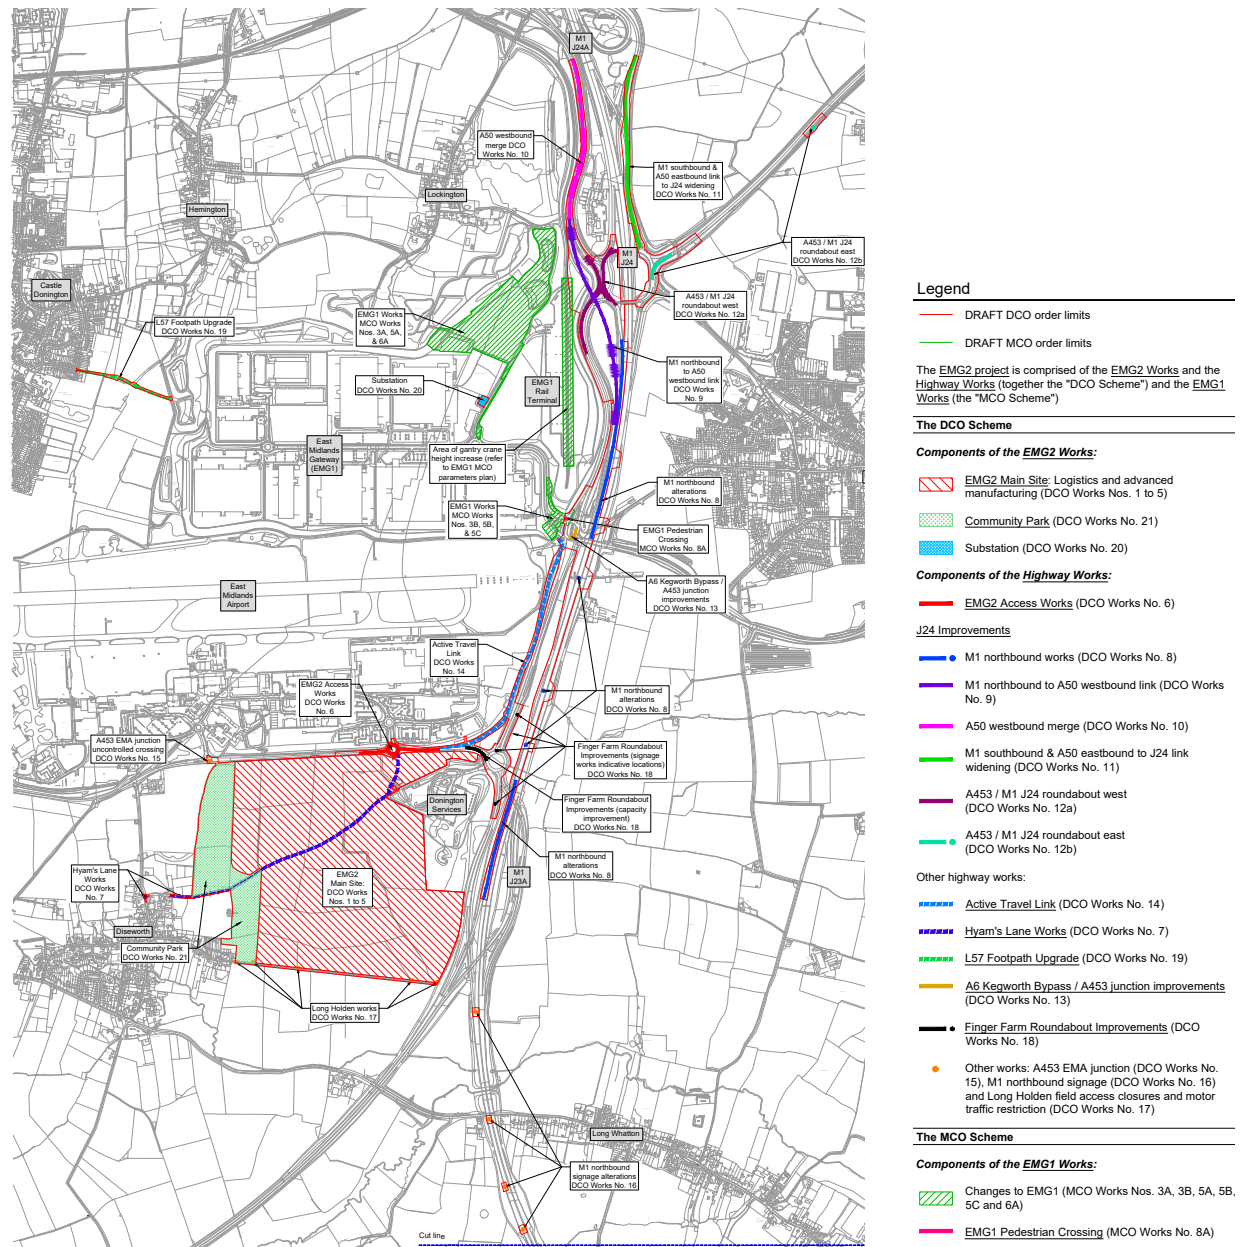 M1
J24A
A50 westbound
merge DCO
Works No. 10
Lockington
Hemington
M1 southbound &
A50 eastbound link
to J24 widening
DCO Works No. 11
A453 / M1 J24
roundabout east
DCO Works No. 12b
M1
J24
Castle
Donington
L57 Footpath Upgrade
DCO Works No. 19
EMG1 Works
MCO Works
Nos. 3A, 5A,
& 6A
A453 / M1 J24
roundabout west
DCO Works No. 12a
M1 northbound
to A50
westbound link
DCO Works
No. 9
Substation
DCO Works No. 20
EMG1
Rail
Terminal
East
Midlands
Gateway
(EMG1)
Area of gantry crane
height increase (refer
to EMG1 MCO
parameters plan)
M1 northbound
alterations
DCO Works No. 8
EMG1 Works
MCO Works
Nos. 3B, 5B,
& 5C
EMG1 Pedestrian
Crossing
MCO Works No. 8A
East
Midlands
Airport
A6 Kegworth Bypass /
A453 junction
improvements
DCO Works No. 13
Active Travel
Link
DCO Works
No. 14
EMG2 Access
Works
DCO Works
No. 6
M1 northbound
alterations
DCO Works No. 8
A453 EMA junction
uncontrolled crossing
DCO Works No. 15
Finger Farm Roundabout
Improvements (signage
works indicative locations)
DCO Works No. 18
Donington
Services
Finger Farm Roundabout
Improvements (capacity
improvement)
DCO Works No. 18
M1 northbound
alterations
DCO Works No. 8
M1
J23A
Hyam's Lane
Works
DCO Works
No. 7
EMG2
Main Site:
DCO Works
Nos. 1 to 5
Diseworth
Community Park
DCO Works No. 21
Long Holden works
DCO Works No. 17
Long Whatton
M1 northbound
signage alterations
DCO Works No. 16
Cut line
Legend
DRAFT DCO order limits
DRAFT MCO order limits
The EMG2 project is comprised of the EMG2 Works and the
Highway Works (together the "DCO Scheme") and the EMG1
Works (the "MCO Scheme")
The DCO Scheme
Components of the EMG2 Works:
EMG2 Main Site: Logistics and advanced
manufacturing (DCO Works Nos. 1 to 5)
Community Park (DCO Works No. 21)
Substation (DCO Works No. 20)
Components of the Highway Works:
EMG2 Access Works (DCO Works No. 6)
J24 Improvements
M1 northbound works (DCO Works No. 8)
M1 northbound to A50 westbound link (DCO Works
No. 9)
A50 westbound merge (DCO Works No. 10)
M1 southbound & A50 eastbound to J24 link
widening (DCO Works No. 11)
A453 / M1 J24 roundabout west
(DCO Works No. 12a)
A453 / M1 J24 roundabout east
(DCO Works No. 12b)
Other highway works:
Active Travel Link (DCO Works No. 14)
Hyam's Lane Works (DCO Works No. 7)
L57 Footpath Upgrade (DCO Works No. 19)
A6 Kegworth Bypass / A453 junction improvements
(DCO Works No. 13)
Finger Farm Roundabout Improvements (DCO
Works No. 18)
Other works: A453 EMA junction (DCO Works No.
15), M1 northbound signage (DCO Works No. 16)
and Long Holden field access closures and motor
traffic restriction (DCO Works No. 17)
The MCO Scheme
Components of the EMG1 Works:
Changes to EMG1 (MCO Works Nos. 3A, 3B, 5A, 5B,
5C and 6A)
EMG1 Pedestrian Crossing (MCO Works No. 8A)